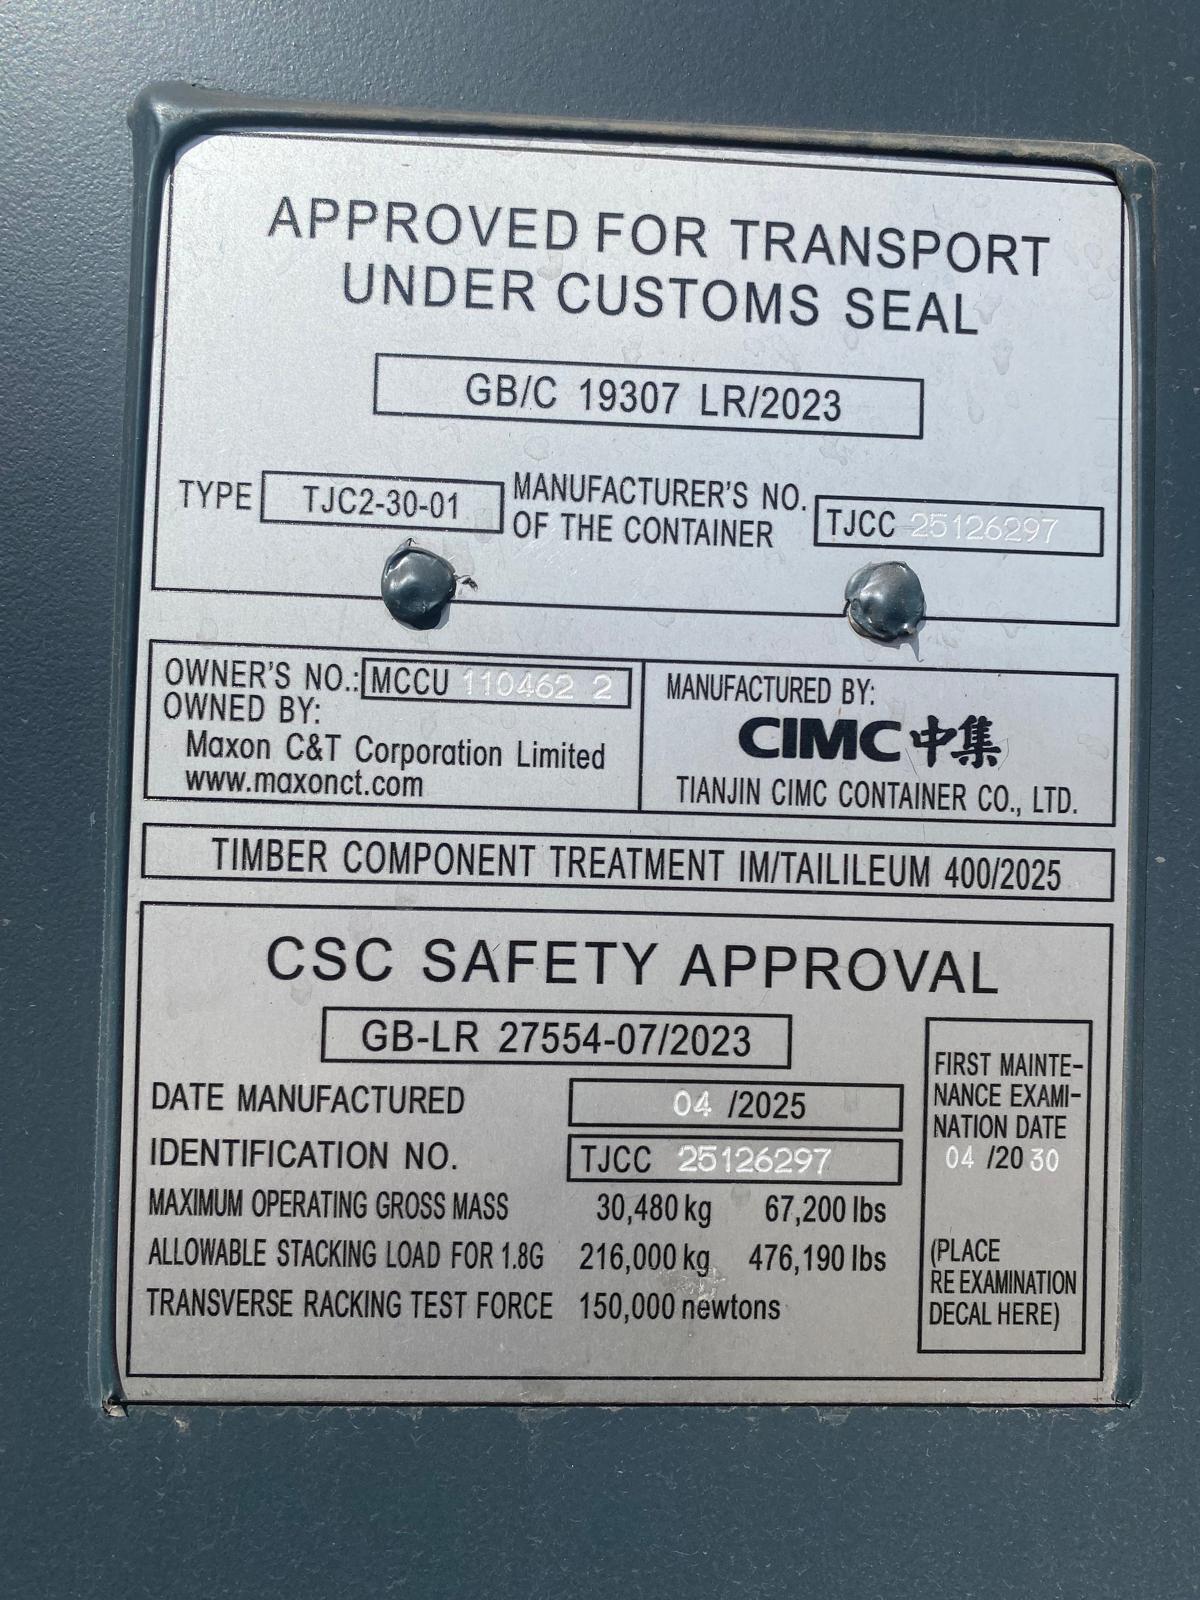 APPROVED FOR TRANSPORT
UNDER CUSTOMS SEAL
GB/C 19307 LR/2023
TYPE TJC2-30-01
MANUFACTURER'S NO.
OF THE CONTAINER
TJCC 25126297
OWNER'S NO.: MCCU 110462 2
OWNED BY:
Maxon C&T Corporation Limited
www.maxonct.com
MANUFACTURED BY:
CIMC 中集
TIANJIN CIMC CONTAINER CO., LTD.
TIMBER COMPONENT TREATMENT IM/TAILILEUM 400/2025
CSC SAFETY APPROVAL
GB-LR 27554-07/2023
DATE MANUFACTURED 04 /2025
IDENTIFICATION NO. TJCC 25126297
MAXIMUM OPERATING GROSS MASS 30,480 kg 67,200 lbs
ALLOWABLE STACKING LOAD FOR 1.8G 216,000 kg 476,190 lbs
TRANSVERSE RACKING TEST FORCE 150,000 newtons
FIRST MAINTE-
NANCE EXAMI-
NATION DATE
04 /20 30
(PLACE
RE EXAMINATION
DECAL HERE)